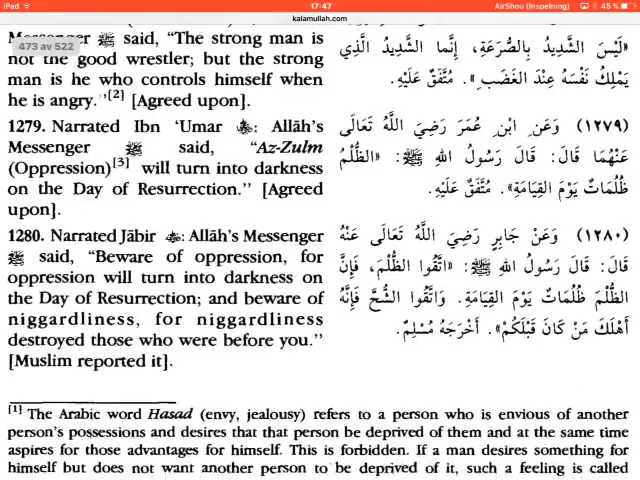 iPad
17:47
AirShou (Inspelning)
45 %
kalamullah.com
473 av 522
Messenger ﷺ said, "The strong man is
not the good wrestler; but the strong
man is he who controls himself when
he is angry."[2] [Agreed upon].
1279. Narrated Ibn 'Umar : Allāh's
Messenger ﷺ said, "Az-Zulm
(Oppression)[3] will turn into darkness
on the Day of Resurrection." [Agreed
upon].
1280. Narrated Jābir : Allāh's Messenger
ﷺ said, "Beware of oppression, for
oppression will turn into darkness on
the Day of Resurrection; and beware of
niggardliness, for niggardliness
destroyed those who were before you."
[Muslim reported it].
«لَيْسَ الشَّدِيدُ بِالصُّرَعَةِ، إِنَّمَا الشَّدِيدُ الَّذِي
يَمْلِكُ نَفْسَهُ عِنْدَ الْغَضَبِ». مُتَّفَقٌ عَلَيْهِ.
(١٢٧٩) وَعَنِ ابْنِ عُمَرَ رَضِيَ اللَّهُ تَعَالَى
عَنْهُمَا قَالَ: قَالَ رَسُولُ اللهِ ﷺ: «الظُّلْمُ
ظُلُمَاتٌ يَوْمَ الْقِيَامَةِ». مُتَّفَقٌ عَلَيْهِ.
(١٢٨٠) وَعَنْ جَابِرٍ رَضِيَ اللَّهُ تَعَالَى عَنْهُ
قَالَ: قَالَ رَسُولُ اللهِ ﷺ: «اتَّقُوا الظُّلْمَ، فَإِنَّ
الظُّلْمَ ظُلُمَاتٌ يَوْمَ الْقِيَامَةِ. وَاتَّقُوا الشُّحَّ فَإِنَّهُ
أَهْلَكَ مَنْ كَانَ قَبْلَكُمْ». أَخْرَجَهُ مُسْلِمٌ.
[1] The Arabic word Hasad (envy, jealousy) refers to a person who is envious of another
person's possessions and desires that that person be deprived of them and at the same time
aspires for those advantages for himself. This is forbidden. If a man desires something for
himself but does not want another person to be deprived of it, such a feeling is called